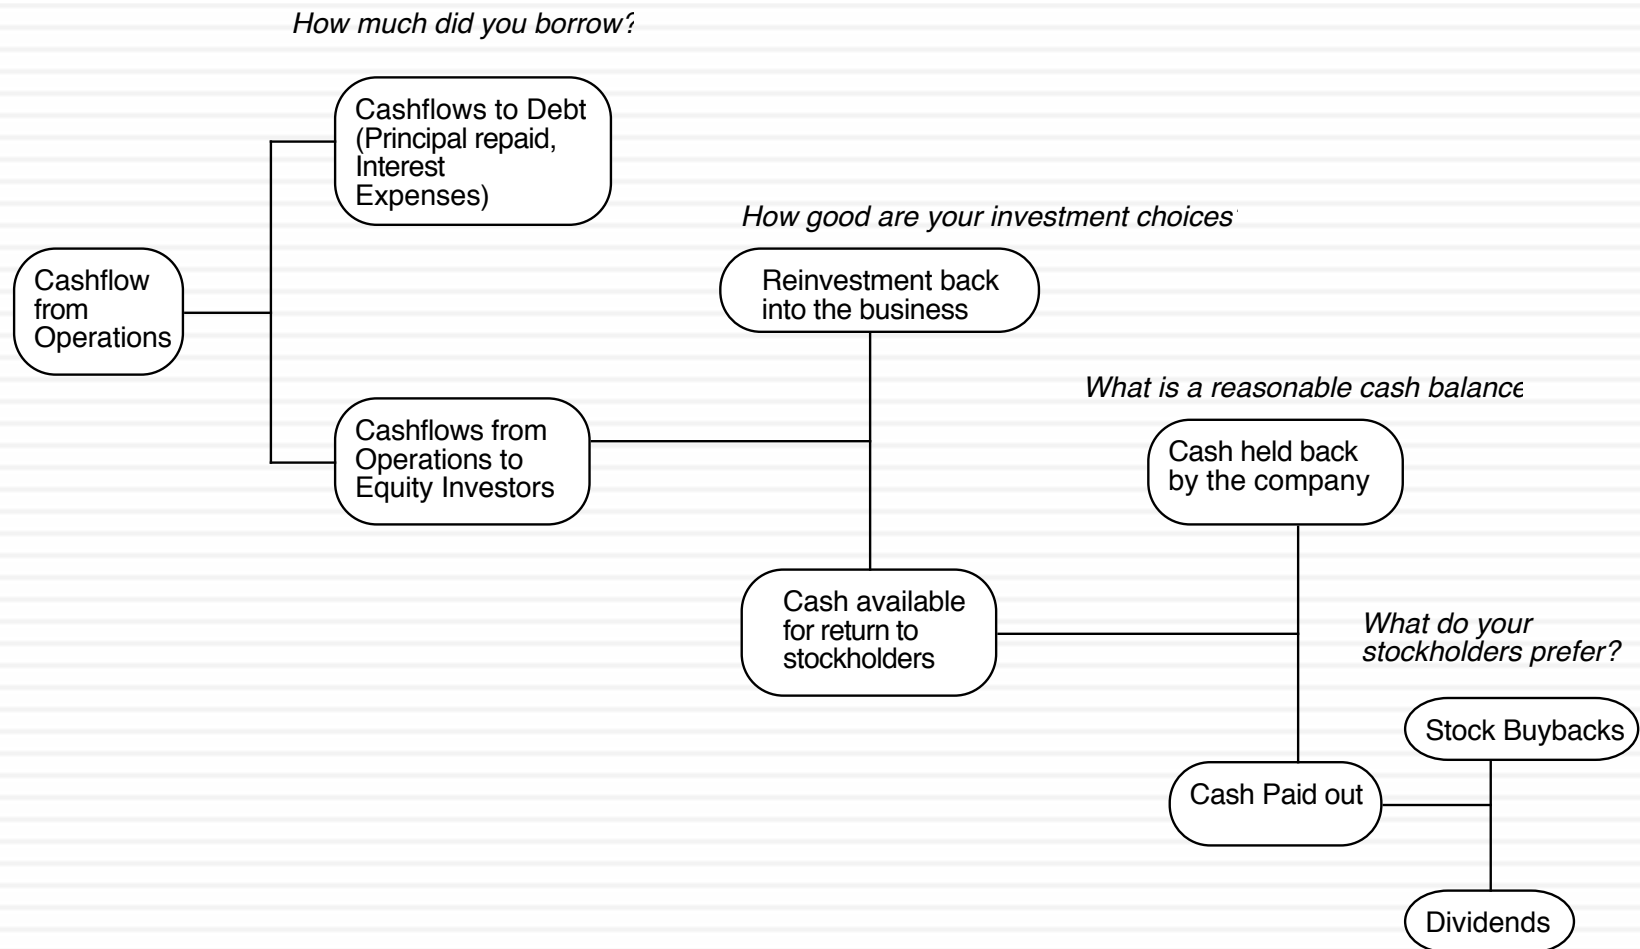 How much did you borrow?
Cashflows to Debt
(Principal repaid,
Interest
Expenses)
How good are your investment choices
Cashflow
from
Operations
Reinvestment back
into the business
What is a reasonable cash balance
Cashflows from
Operations to
Equity Investors
Cash held back
by the company
Cash available
for return to
stockholders
What do your
stockholders prefer?
Stock Buybacks
Cash Paid out
Dividends